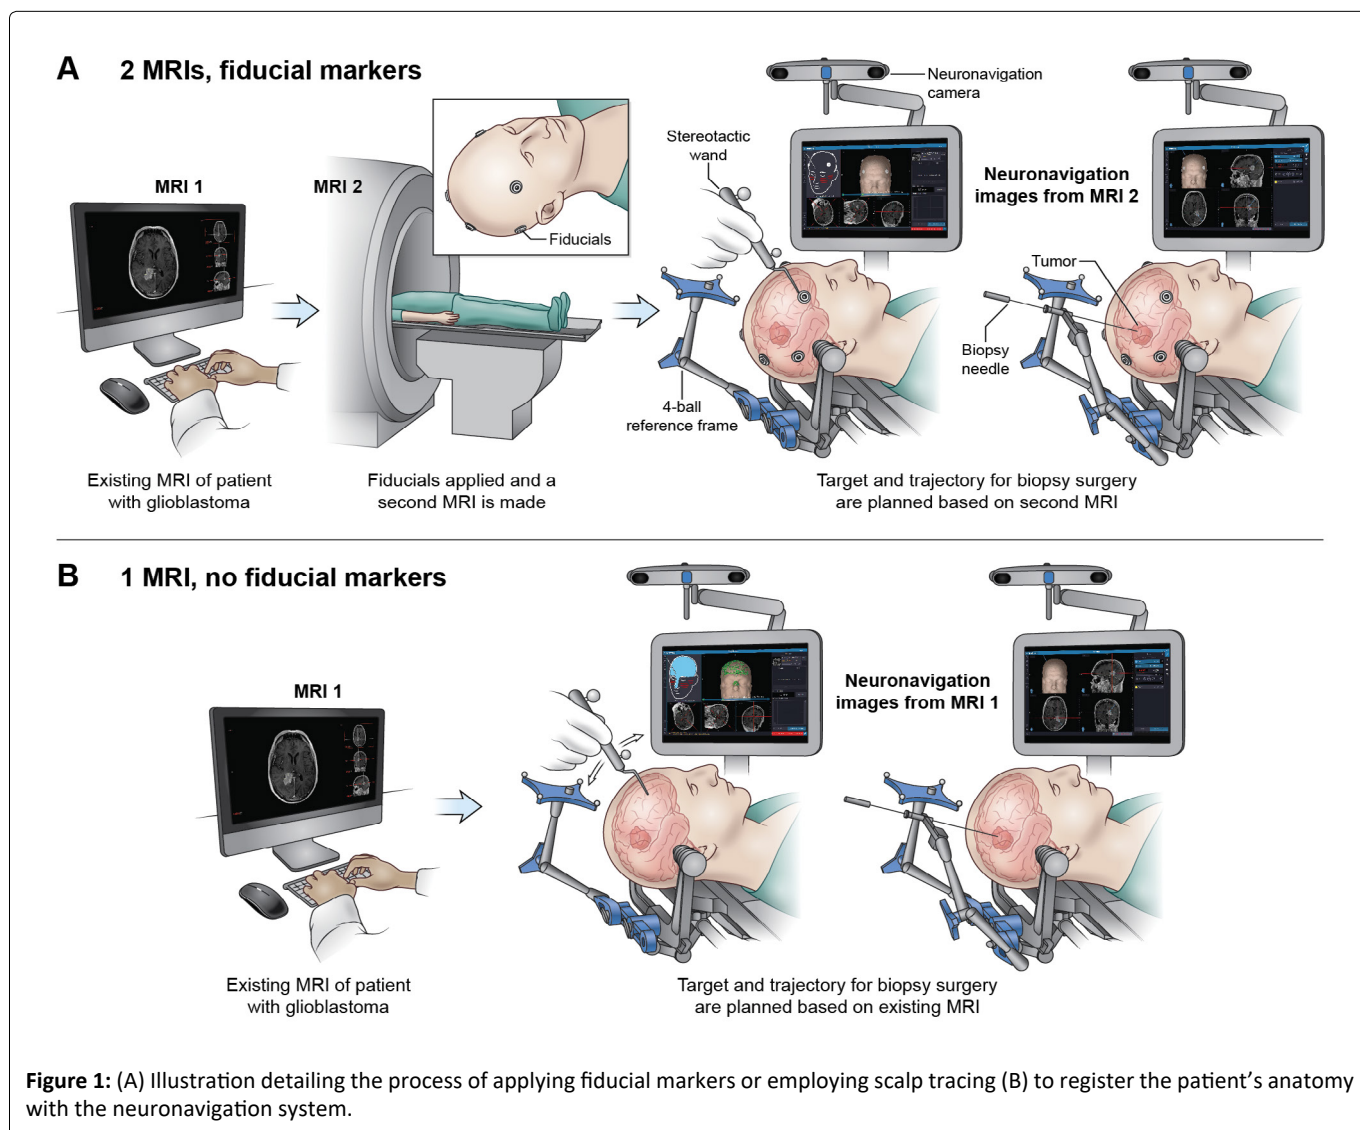 A 2 MRIs, fiducial markers
MRI 1
MRI 2
Fiducials
Stereotactic
wand
Neuronavigation
camera
Neuronavigation
images from MRI 2
Tumor
Biopsy
needle
4-ball
reference frame
Existing MRI of patient
with glioblastoma
Fiducials applied and a
second MRI is made
Target and trajectory for biopsy surgery
are planned based on second MRI
B 1 MRI, no fiducial markers
MRI 1
Neuronavigation
images from MRI 1
Existing MRI of patient
with glioblastoma
Target and trajectory for biopsy surgery
are planned based on existing MRI
Figure 1: (A) Illustration detailing the process of applying fiducial markers or employing scalp tracing (B) to register the patient's anatomy
with the neuronavigation system.